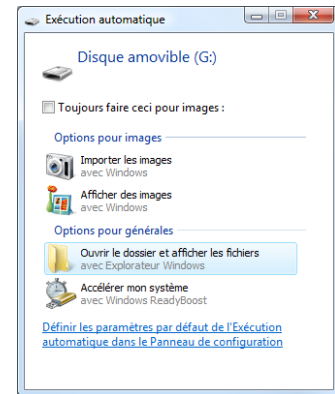 Exécution automatique
Disque amovible (G:)
Toujours faire ceci pour images :
Options pour images
Importer les images
avec Windows
Afficher des images
avec Windows
Options pour générales
Ouvrir le dossier et afficher les fichiers
avec Explorateur Windows
Accélérer mon système
avec Windows ReadyBoost
Définir les paramètres par défaut de l'Exécution
automatique dans le Panneau de configuration